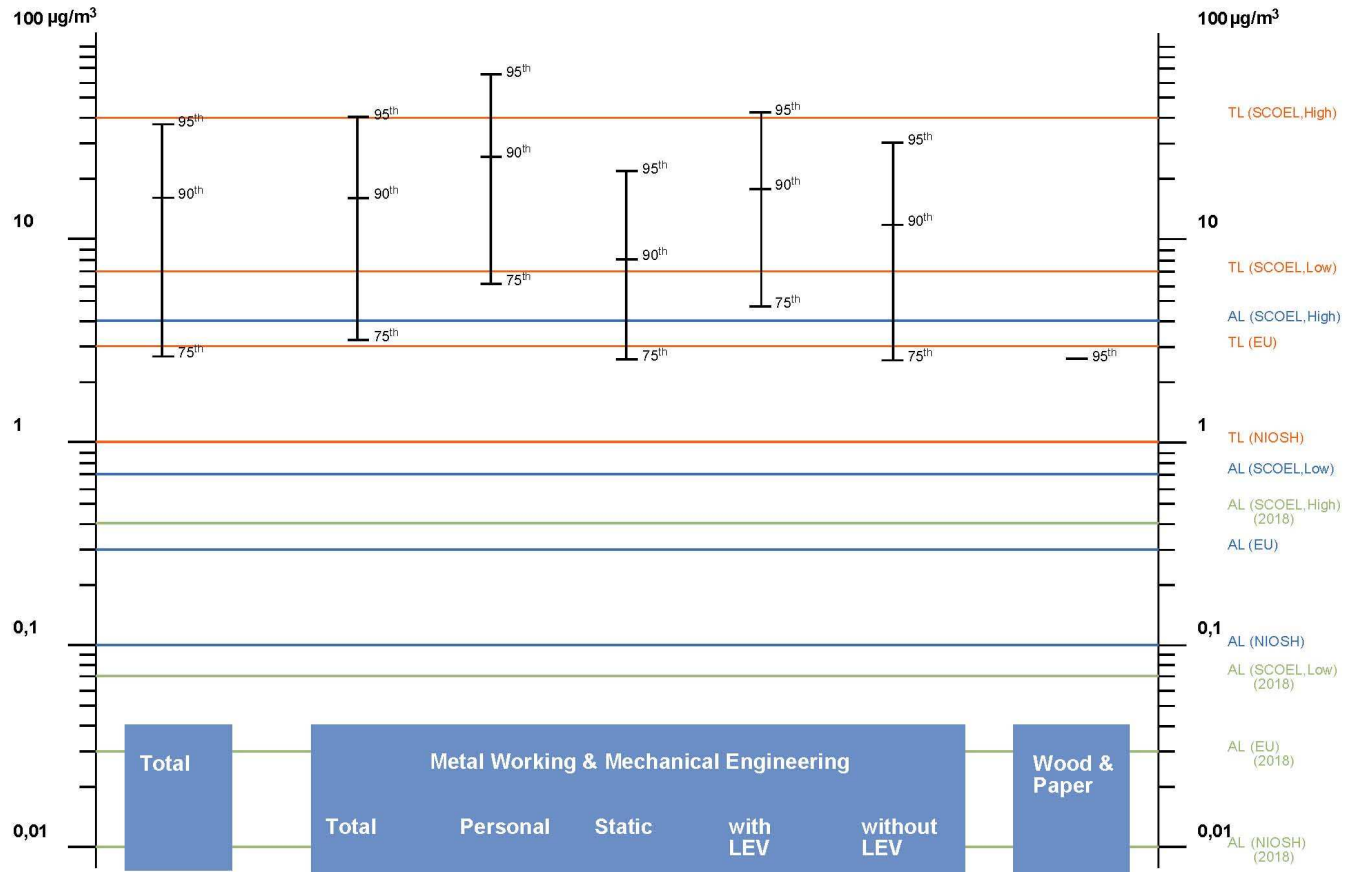 100 µg/m³
100 µg/m³
95th
95th
95th
95th
95th
95th
TL (SCOEL,High)
90th
90th
90th
90th
90th
90th
10
10
TL (SCOEL,Low)
75th
75th
75th
75th
75th
75th
95th
AL (SCOEL,High)
TL (EU)
1
1
TL (NIOSH)
AL (SCOEL,Low)
AL (SCOEL,High)
(2018)
AL (EU)
0,1
0,1
AL (NIOSH)
AL (SCOEL,Low)
(2018)
AL (EU)
(2018)
Total
Metal Working & Mechanical Engineering
Wood &
Paper
Total
Personal
Static
with
LEV
without
LEV
0,01
0,01
AL (NIOSH)
(2018)